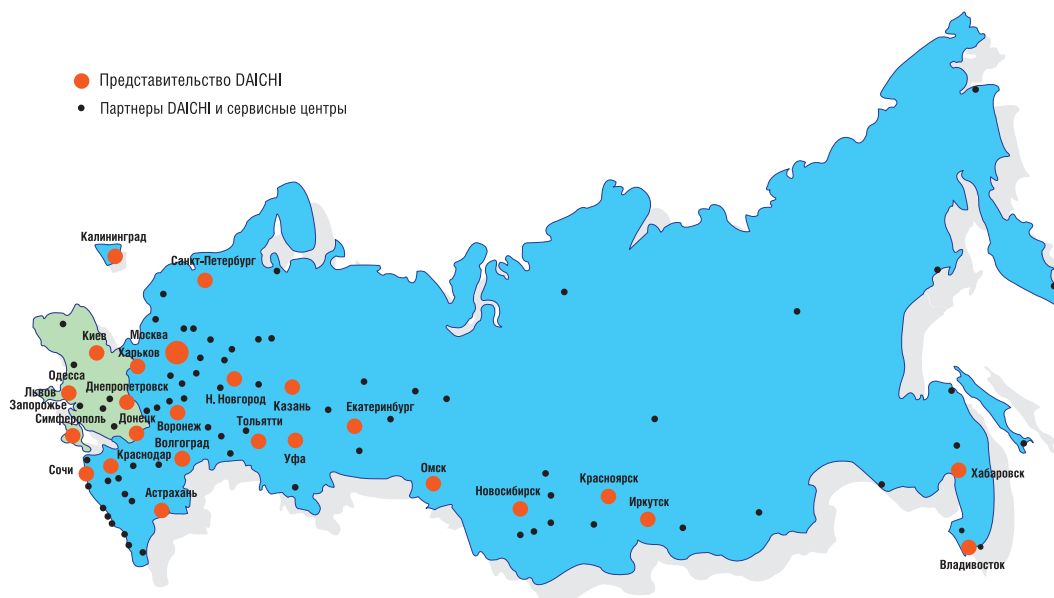 Представительство DAICHI
Партнеры DAICHI и сервисные центры
Калининград
Санкт-Петербург
Киев
Москва
Харьков
Одесса
Днепропетровск
Львов
Запорожье
Симферополь
Донецк
Н. Новгород
Казань
Екатеринбург
Воронеж
Тольятти
Волгоград
Уфа
Краснодар
Сочи
Астрахань
Омск
Новосибирск
Красноярск
Иркутск
Хабаровск
Владивосток